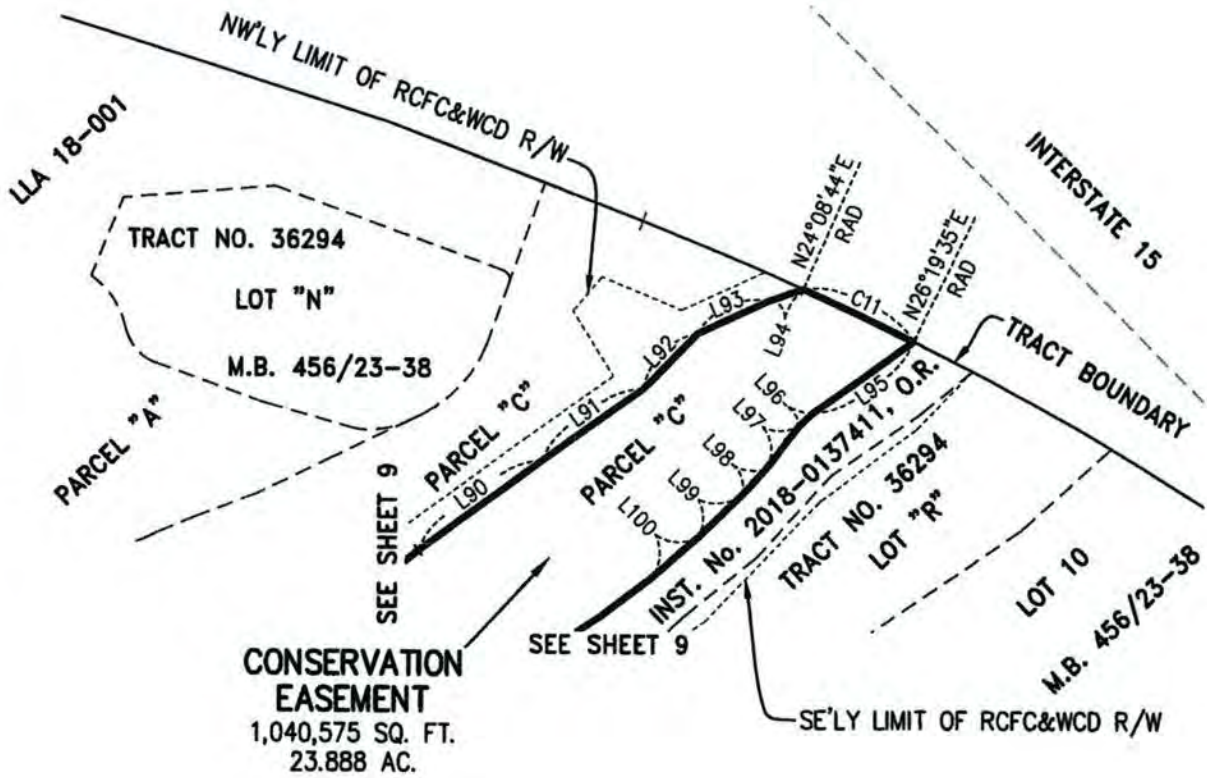 NW'LY LIMIT OF RCFC&WCD R/W
LLA 18-001
INTERSTATE 15
N24°08'44"E
RAD
N26°19'35"E
RAD
TRACT NO. 36294
LOT "N"
M.B. 456/23-38
PARCEL "A"
PARCEL "C"
PARCEL "C"
L90
L91
L92
L93
L94
C11
L95
L96
L97
L98
L99
L100
TRACT BOUNDARY
INST. No. 2018-0137411, O.R.
TRACT NO. 36294
LOT "R"
LOT 10
M.B. 456/23-38
SEE SHEET 9
SEE SHEET 9
CONSERVATION
EASEMENT
1,040,575 SQ. FT.
23.888 AC.
SE'LY LIMIT OF RCFC&WCD R/W